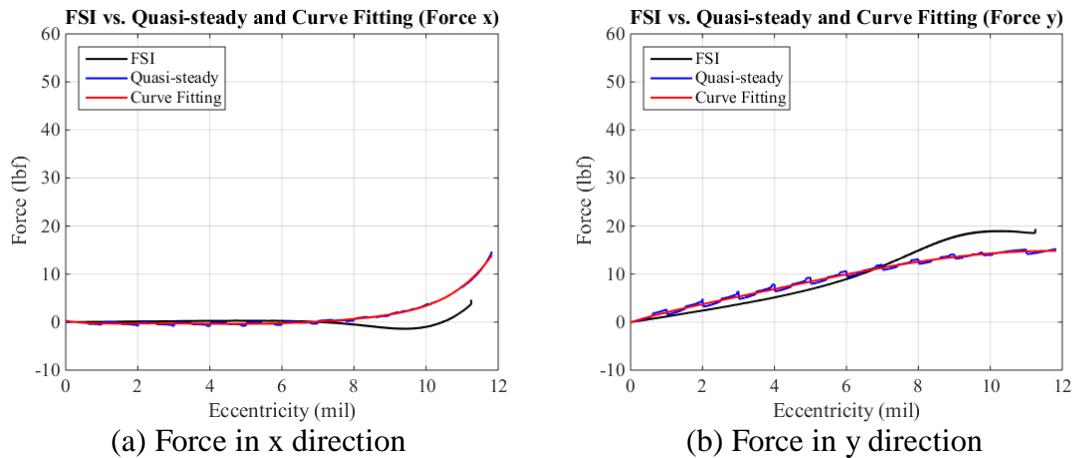 FSI vs. Quasi-steady and Curve Fitting (Force x)
60
50
40
30
20
10
0
-10
Force (lbf)
FSI
Quasi-steady
Curve Fitting
0 2 4 6 8 10 12
Eccentricity (mil)
(a) Force in x direction
FSI vs. Quasi-steady and Curve Fitting (Force y)
60
50
40
30
20
10
0
-10
Force (lbf)
FSI
Quasi-steady
Curve Fitting
0 2 4 6 8 10 12
Eccentricity (mil)
(b) Force in y direction